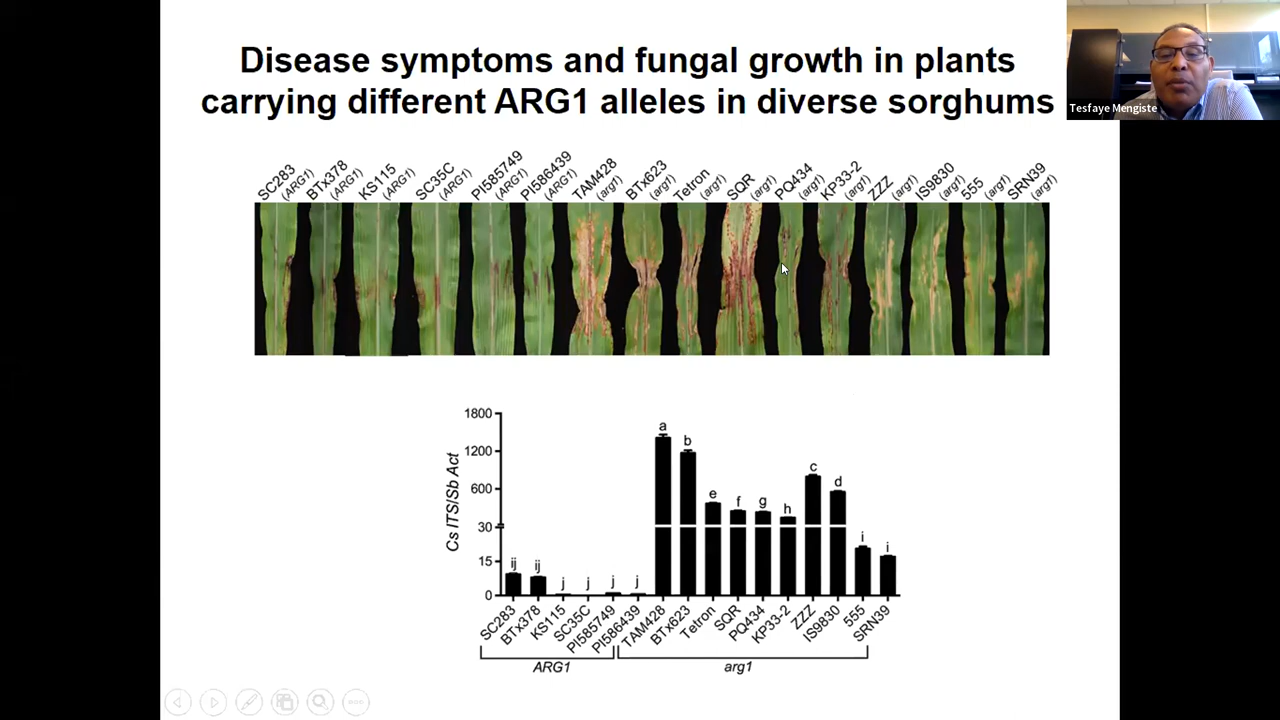 Disease symptoms and fungal growth in plants
carrying different ARG1 alleles in diverse sorghums
Tesfaye Mengiste
SC283 (ARG1)
BTx378 (ARG1)
KS115 (ARG1)
SC35C (ARG1)
PI585749 (ARG1)
PI586439 (ARG1)
TAM428 (arg1)
BTx623 (arg1)
Tetron (arg1)
SQR (arg1)
PQ434 (arg1)
KP33-2 (arg1)
ZZZ (arg1)
IS9830 (arg1)
555 (arg1)
SRN39 (arg1)
Cs ITS/Sb Act
1800
1200
600
30
15
0
ij
ij
j
j
j
j
a
b
e
f
g
h
c
d
i
i
SC283
BTx378
KS115
SC35C
PI585749
PI586439
TAM428
BTx623
Tetron
SQR
PQ434
KP33-2
ZZZ
IS9830
555
SRN39
ARG1
arg1